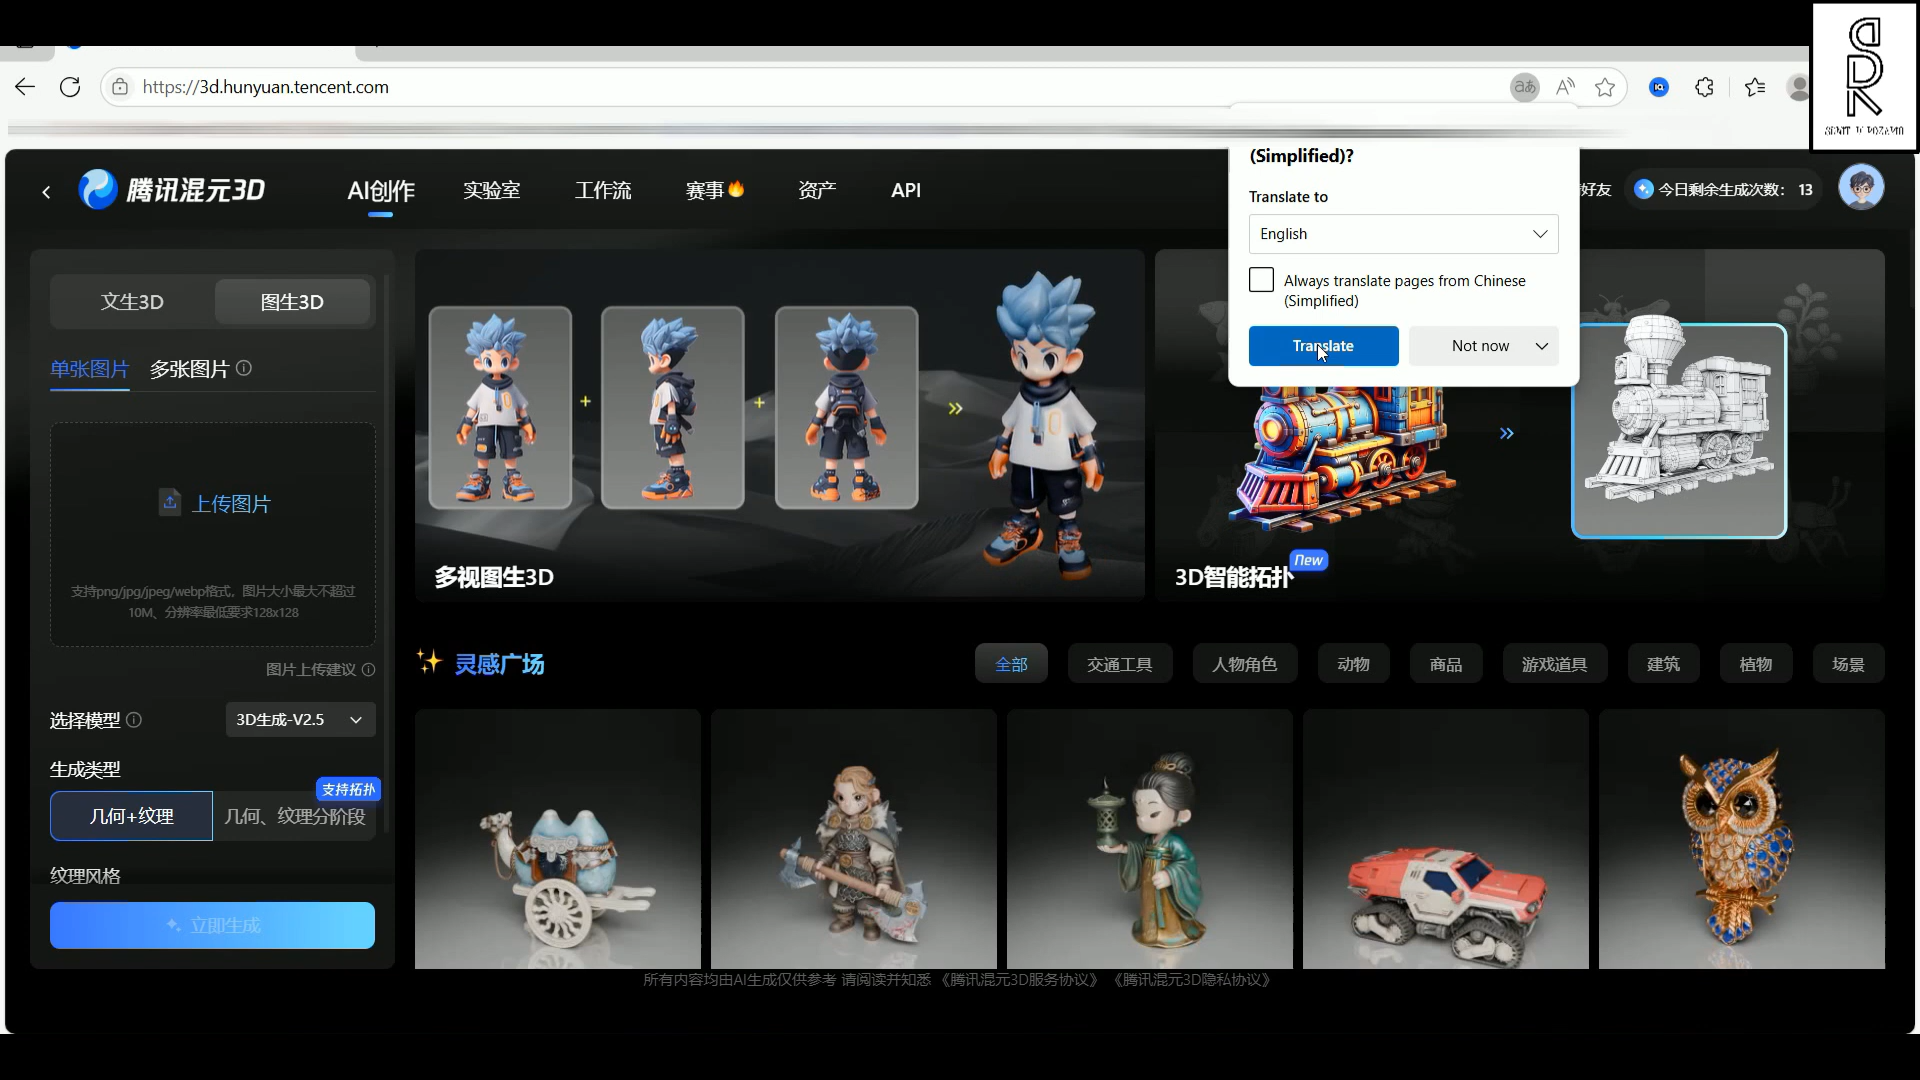 SDR
https://3d.hunyuan.tencent.com
(Simplified)?
Translate to
English
Always translate pages from Chinese
(Simplified)
Translate
Not now
腾讯混元3D
AI创作
实验室
工作流
赛事
资产
API
好友
今日剩余生成次数： 13
文生3D
图生3D
单张图片
多张图片
上传图片
支持png/jpg/jpeg/webp格式，图片大小最大不超过
10M、分辨率最低要求128x128
图片上传建议
选择模型
3D生成-V2.5
生成类型
支持拓扑
几何+纹理
几何、纹理分阶段
纹理风格
立即生成
多视图生3D
3D智能拓扑
New
灵感广场
全部
交通工具
人物角色
动物
商品
游戏道具
建筑
植物
场景
所有内容均由AI生成仅供参考 请阅读并知悉 《腾讯混元3D服务协议》 《腾讯混元3D隐私协议》